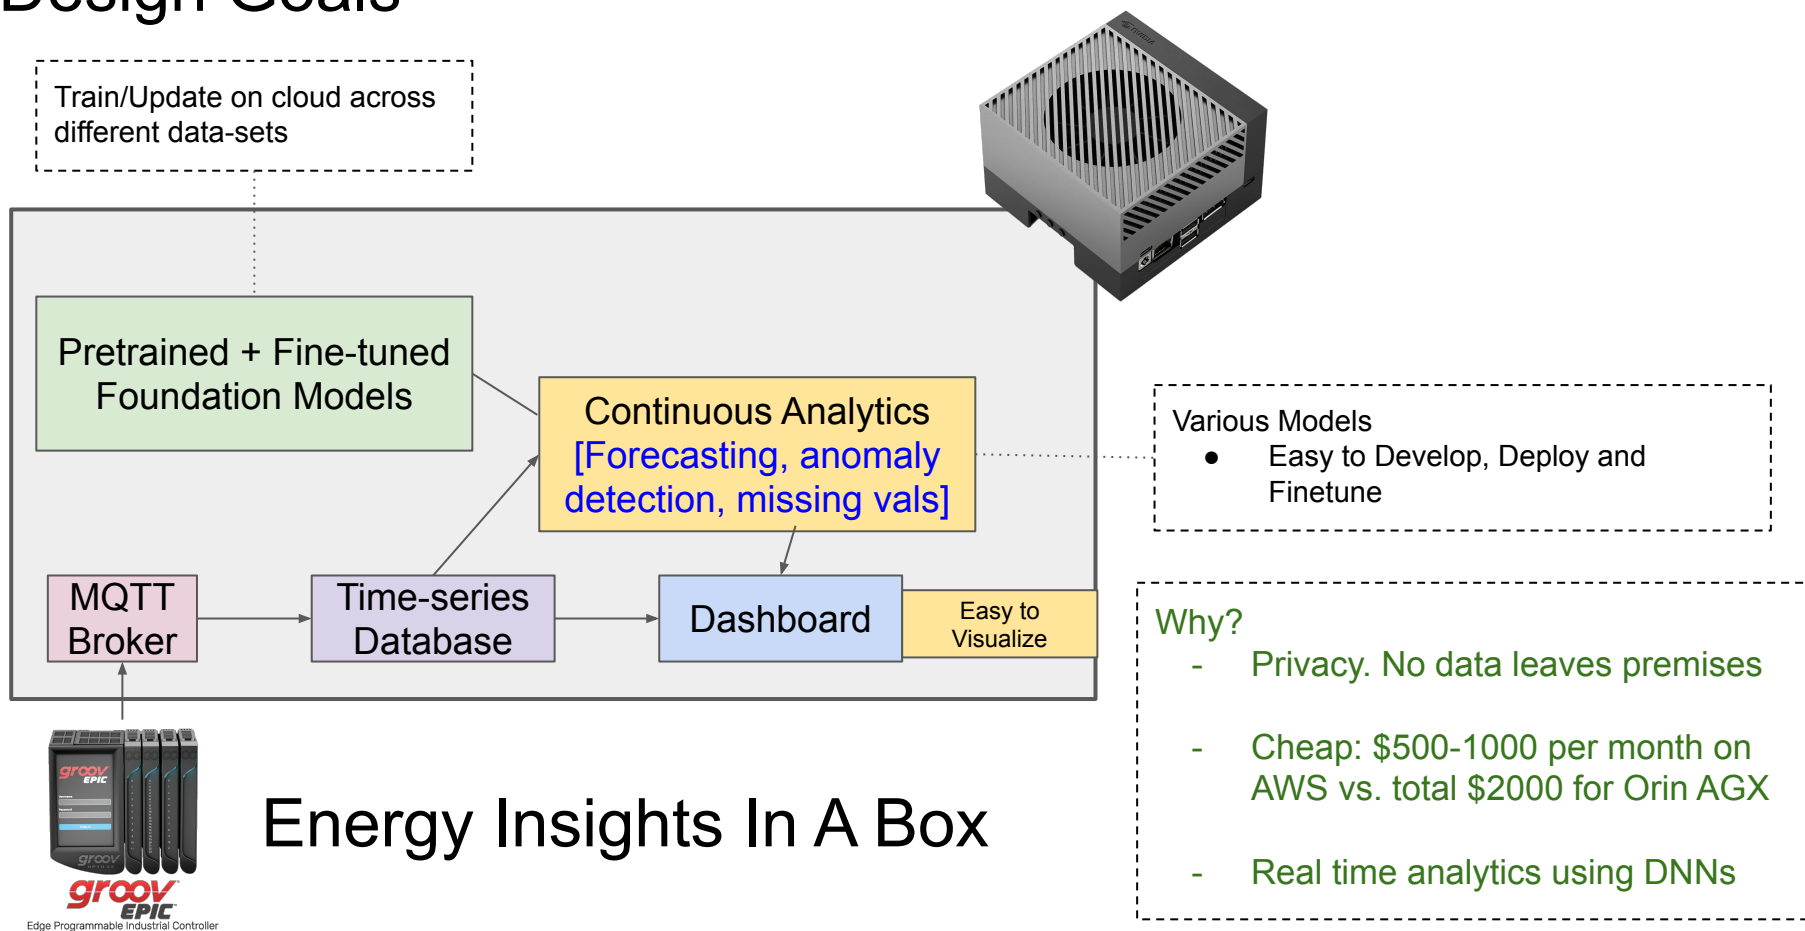 Design Goals
Train/Update on cloud across
different data-sets
NVIDIA
Pretrained + Fine-tuned
Foundation Models
Continuous Analytics
[Forecasting, anomaly
detection, missing vals]
Various Models
● Easy to Develop, Deploy and
Finetune
MQTT
Broker
Time-series
Database
Dashboard
Easy to
Visualize
Why?
- Privacy. No data leaves premises
- Cheap: $500-1000 per month on
AWS vs. total $2000 for Orin AGX
- Real time analytics using DNNs
groov
EPIC
groov
groov
EPIC
Edge Programmable Industrial Controller
Energy Insights In A Box